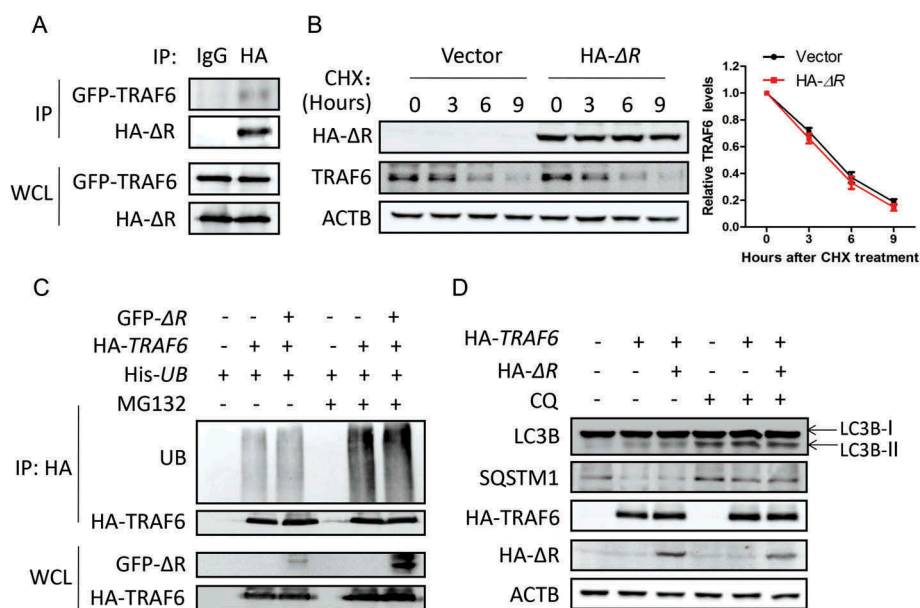 A
IP: IgG HA
IP
GFP-TRAF6
HA-ΔR
WCL
GFP-TRAF6
HA-ΔR
B
Vector HA-ΔR
CHX:
(Hours) 0 3 6 9 0 3 6 9
HA-ΔR
TRAF6
ACTB
Vector
HA-ΔR
Relative TRAF6 levels
1.2
1.0
0.8
0.6
0.4
0.2
0.0
0 3 6 9
Hours after CHX treatment
C
GFP-ΔR - - + - - +
HA-TRAF6 - + + - + +
His-UB + + + + + +
MG132 - - - + + +
IP: HA
UB
HA-TRAF6
WCL
GFP-ΔR
HA-TRAF6
D
HA-TRAF6 - + + - + +
HA-ΔR - - + - - +
CQ - - - + + +
LC3B
LC3B-I
LC3B-II
SQSTM1
HA-TRAF6
HA-ΔR
ACTB